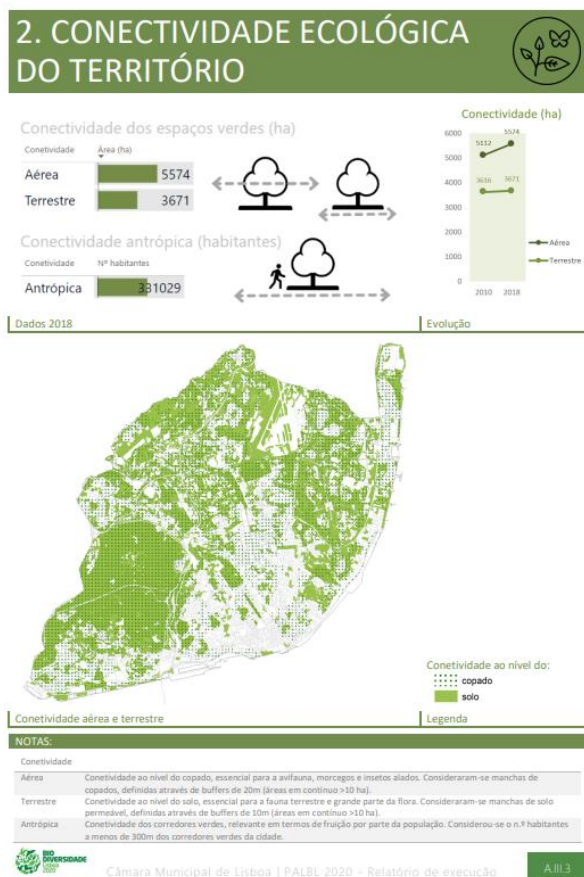 2. CONECTIVIDADE ECOLÓGICA
DO TERRITÓRIO
Conectividade dos espaços verdes (ha)
Conetividade Área (ha)
Aérea 5574
Terrestre 3671
Conectividade antrópica (habitantes)
Conetividade Nº habitantes
Antrópica 331029
Dados 2018
Conectividade (ha)
6000
5000
4000
3000
2000
1000
0
5112
5574
3636
3671
2010 2018
Aérea
Terrestre
Evolução
Conetividade ao nível do:
copado
solo
Conetividade aérea e terrestre
Legenda
NOTAS:
Conetividade
Aérea Conetividade ao nível do copado, essencial para a avifauna, morcegos e insetos alados. Consideraram-se manchas de
copados, definidas através de buffers de 20m (áreas em contínuo >10 ha).
Terrestre Conetividade ao nível do solo, essencial para a fauna terrestre e grande parte da flora. Consideraram-se manchas de solo
permeável, definidas através de buffers de 10m (áreas em contínuo >10 ha).
Antrópica Conetividade dos corredores verdes, relevante em termos de fruição por parte da população. Considerou-se o n.º habitantes
a menos de 300m dos corredores verdes da cidade.
BIO
DIVERSIDADE
Lisboa
2020
Câmara Municipal de Lisboa | PALBL 2020 - Relatório de execução
A.III.3